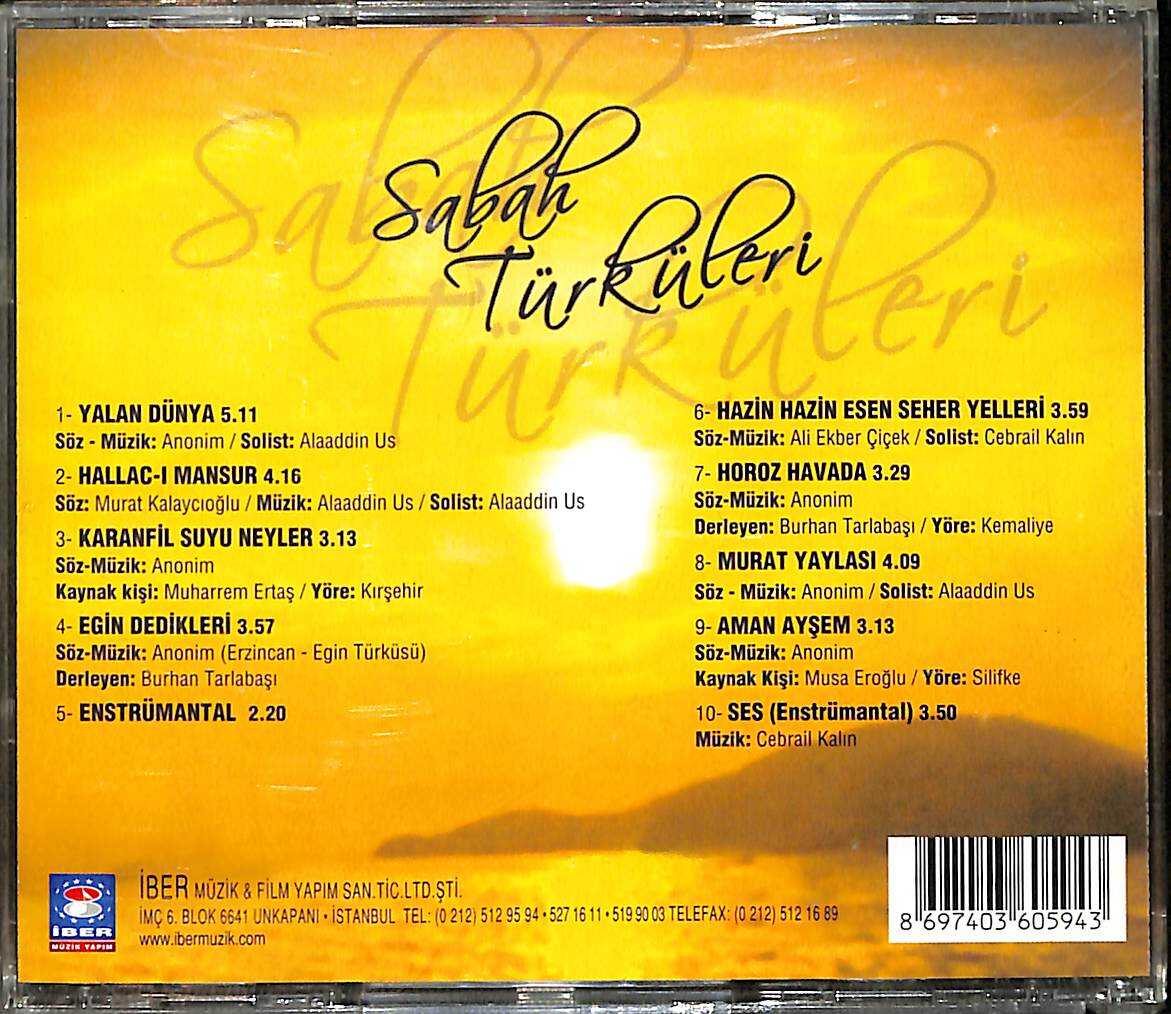 Sabah
Türküleri
1- YALAN DÜNYA 5.11
Söz - Müzik: Anonim / Solist: Alaaddin Us
2- HALLAC-I MANSUR 4.16
Söz: Murat Kalaycıoğlu / Müzik: Alaaddin Us / Solist: Alaaddin Us
3- KARANFİL SUYU NEYLER 3.13
Söz-Müzik: Anonim
Kaynak kişi: Muharrem Ertaş / Yöre: Kırşehir
4- EGİN DEDİKLERİ 3.57
Söz-Müzik: Anonim (Erzincan - Egin Türküsü)
Derleyen: Burhan Tarlabaşı
5- ENSTRÜMANTAL 2.20
6- HAZİN HAZİN ESEN SEHER YELLERİ 3.59
Söz-Müzik: Ali Ekber Çiçek / Solist: Cebrail Kalın
7- HOROZ HAVADA 3.29
Söz-Müzik: Anonim
Derleyen: Burhan Tarlabaşı / Yöre: Kemaliye
8- MURAT YAYLASI 4.09
Söz - Müzik: Anonim / Solist: Alaaddin Us
9- AMAN AYŞEM 3.13
Söz-Müzik: Anonim
Kaynak Kişi: Musa Eroğlu / Yöre: Silifke
10- SES (Enstrümantal) 3.50
Müzik: Cebrail Kalın
İBER
MÜZİK YAPIM
İBER MÜZİK & FİLM YAPIM SAN.TİC.LTD.ŞTİ.
İMÇ 6. BLOK 6641 UNKAPANI • İSTANBUL TEL: (0 212) 512 95 94 • 527 16 11 • 519 90 03 TELEFAX: (0 212) 512 16 89
www.ibermuzik.com
8 697403 605943